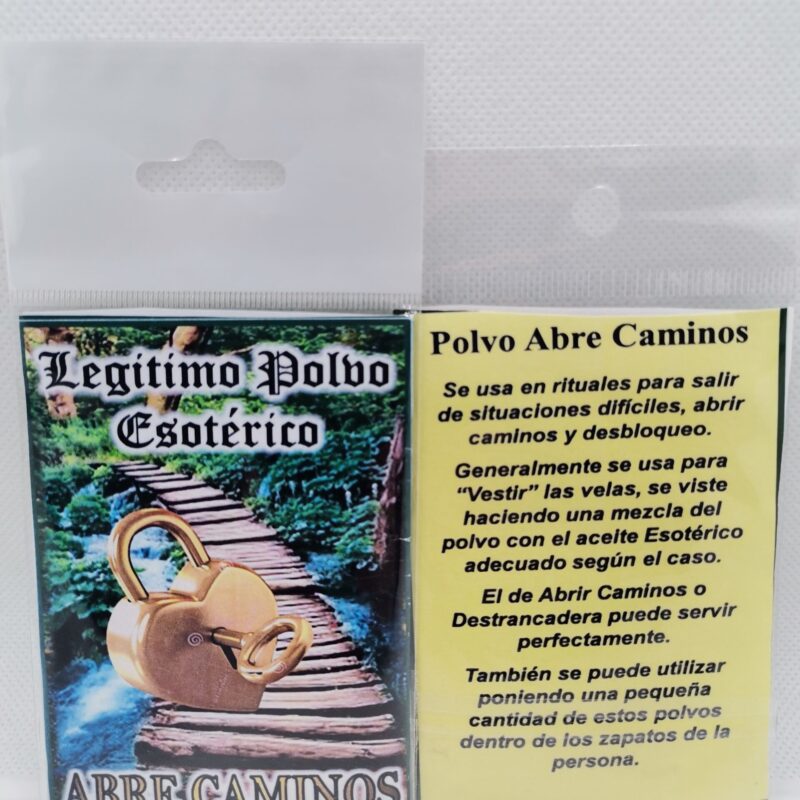 Legítimo Polvo
Esotérico
ABRE CAMINOS
Polvo Abre Caminos
Se usa en rituales para salir
de situaciones difíciles, abrir
caminos y desbloqueo.
Generalmente se usa para
“Vestir” las velas, se viste
haciendo una mezcla del
polvo con el aceite Esotérico
adecuado según el caso.
El de Abrir Caminos o
Destrancadera puede servir
perfectamente.
También se puede utilizar
poniendo una pequeña
cantidad de estos polvos
dentro de los zapatos de la
persona.